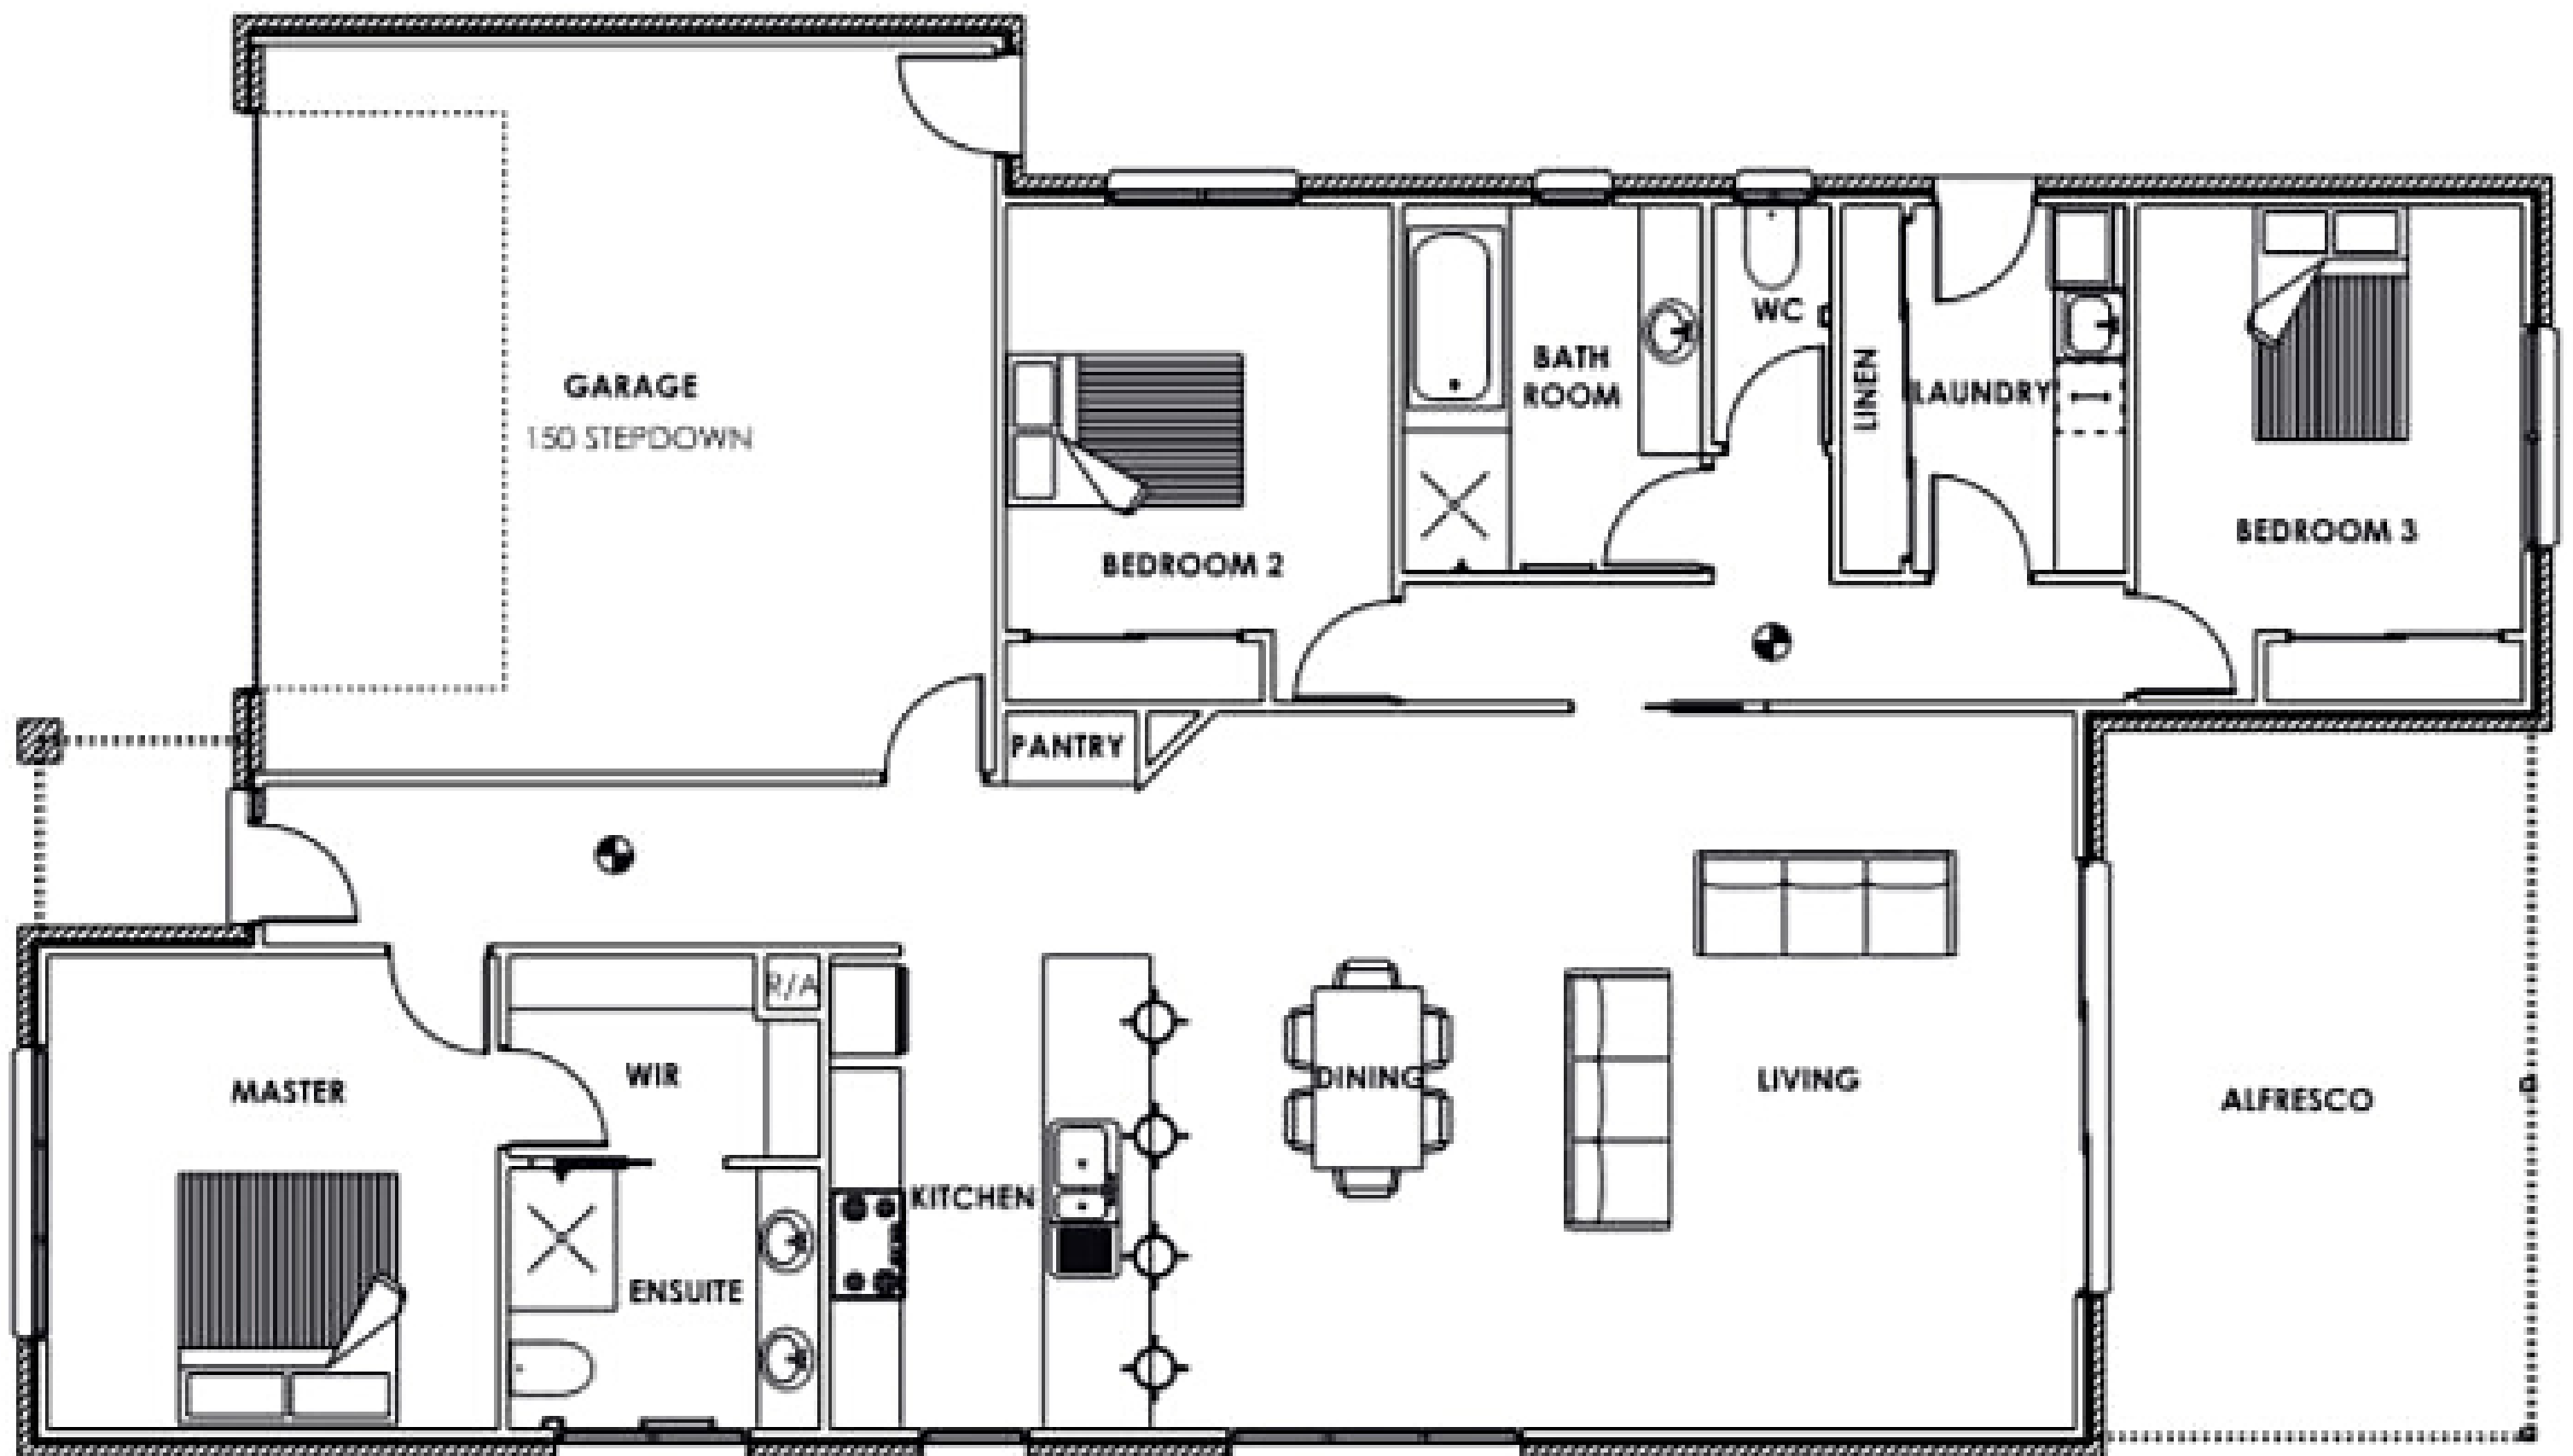 GARAGE
150 STEPDOWN
BEDROOM 2
BATH
ROOM
WC
LINEN
LAUNDRY
BEDROOM 3
PANTRY
MASTER
WIR
R/A
ENSUITE
KITCHEN
DINING
LIVING
ALFRESCO